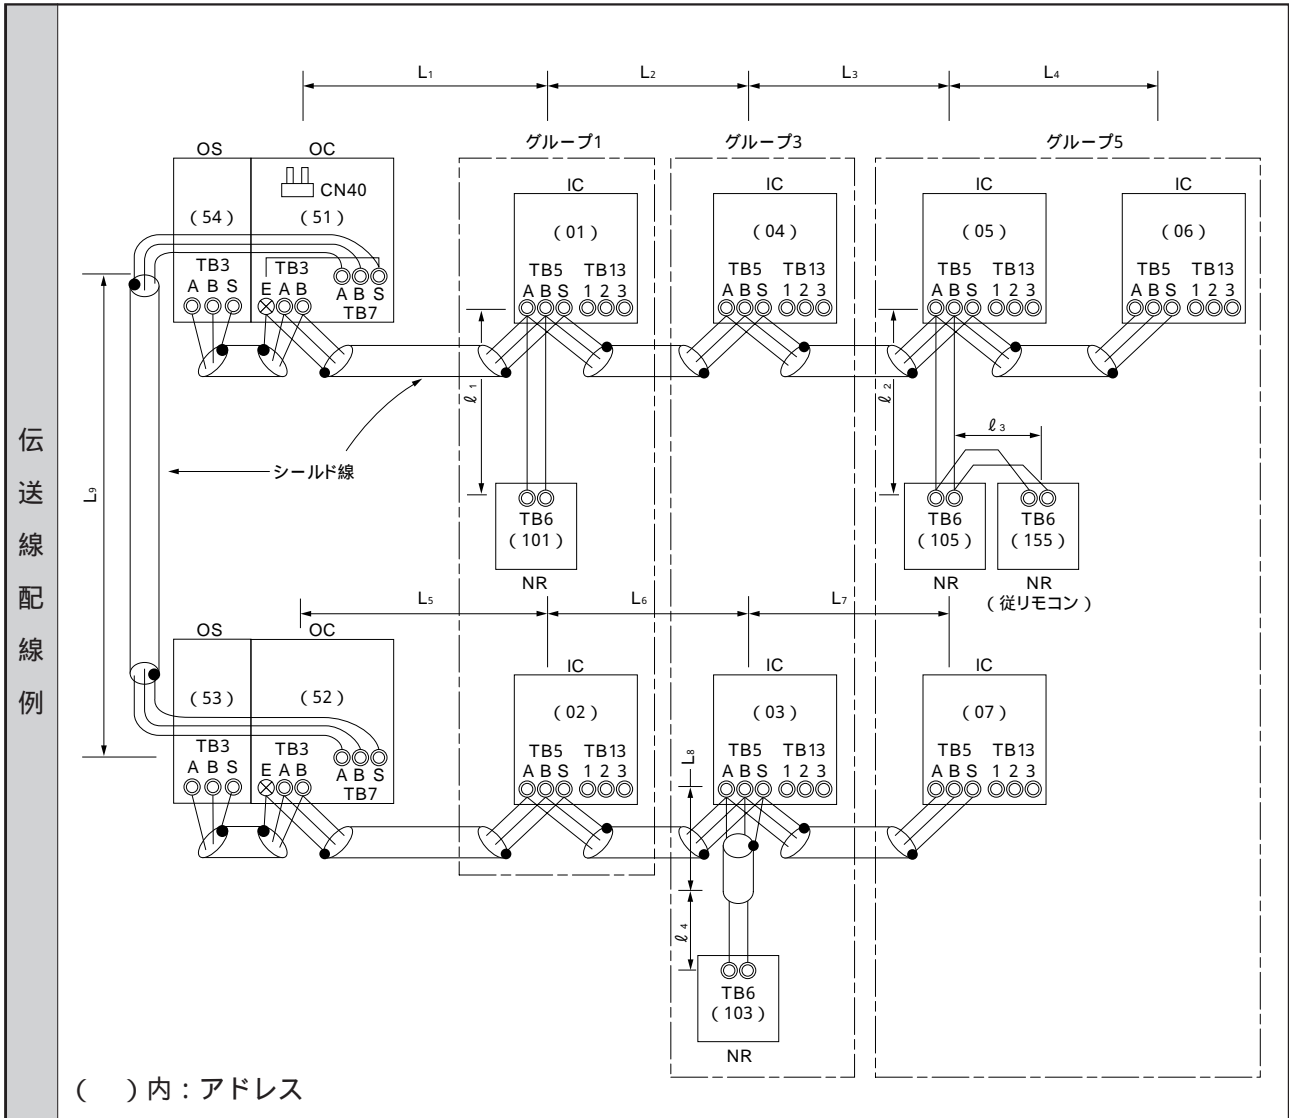 伝送線配線例
L1 L2 L3 L4
グループ1 グループ3 グループ5
OS OC IC IC IC IC
CN40
(54) (51) (01) (04) (05) (06)
TB3 TB3 TB5 TB13 TB5 TB13 TB5 TB13 TB5 TB13
A B S E A B A B S A B S 1 2 3 A B S 1 2 3 A B S 1 2 3 A B S 1 2 3
TB7
ℓ1 ℓ2
ℓ3
L9
シールド線
TB6 TB6 TB6
(101) (105) (155)
NR NR NR
(従リモコン)
L5 L6 L7
OS OC IC IC IC
(53) (52) (02) (03) (07)
TB3 TB3 TB5 TB13 TB5 TB13 TB5 TB13
A B S E A B A B S A B S 1 2 3 A B S 1 2 3 A B S 1 2 3
TB7
L8
ℓ4
TB6
(103)
NR
( )内:アドレス